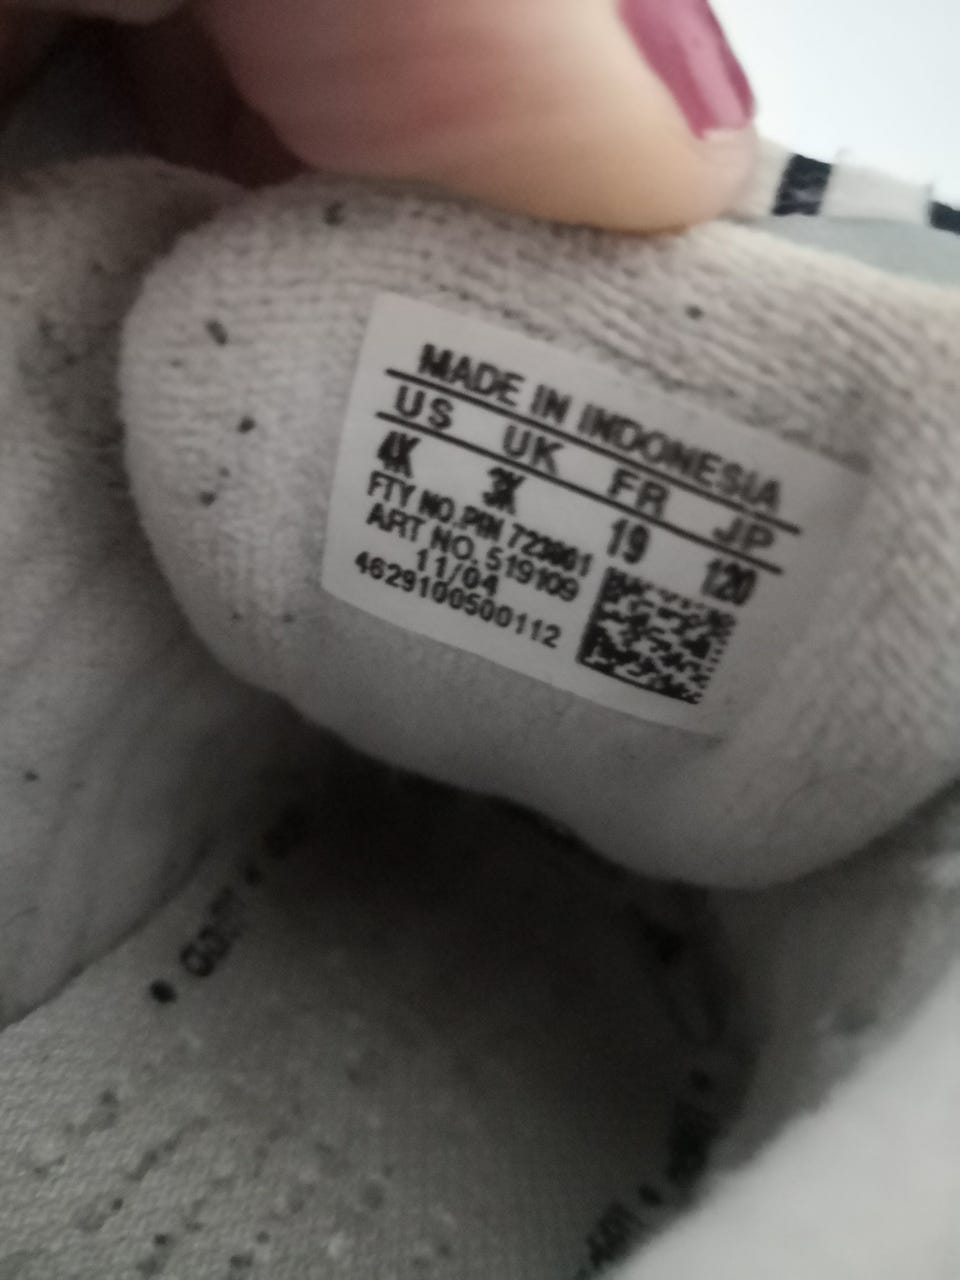 MADE IN INDONESIA
US UK FR JP
4K 3K 19 120
FTY NO.PIN 723001
ART NO. 519109
11/04
4629100500112